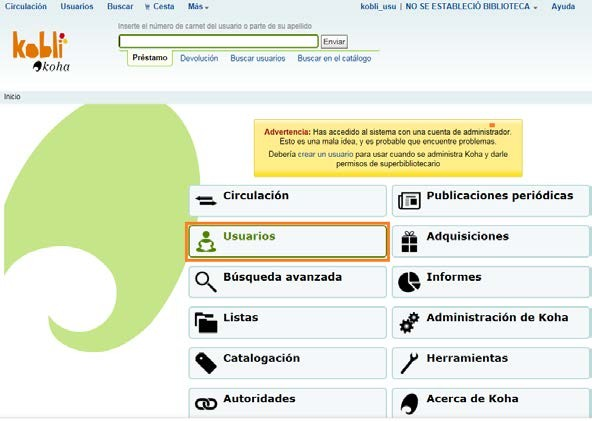 Circulación Usuarios Buscar Cesta Más kobli_usu | NO SE ESTABLECIÓ BIBLIOTECA Ayuda
Inserte el número de carnet del usuario o parte de su apellido
Enviar
Préstamo Devolución Buscar usuarios Buscar en el catálogo
kobli
koha
Inicio
Advertencia: Has accedido al sistema con una cuenta de administrador.
Esto es una mala idea, y es probable que encuentre problemas.
Debería crear un usuario para usar cuando se administra Koha y darle
permisos de superbibliotecario
Circulación Publicaciones periódicas
Usuarios Adquisiciones
Búsqueda avanzada Informes
Listas Administración de Koha
Catalogación Herramientas
Autoridades Acerca de Koha